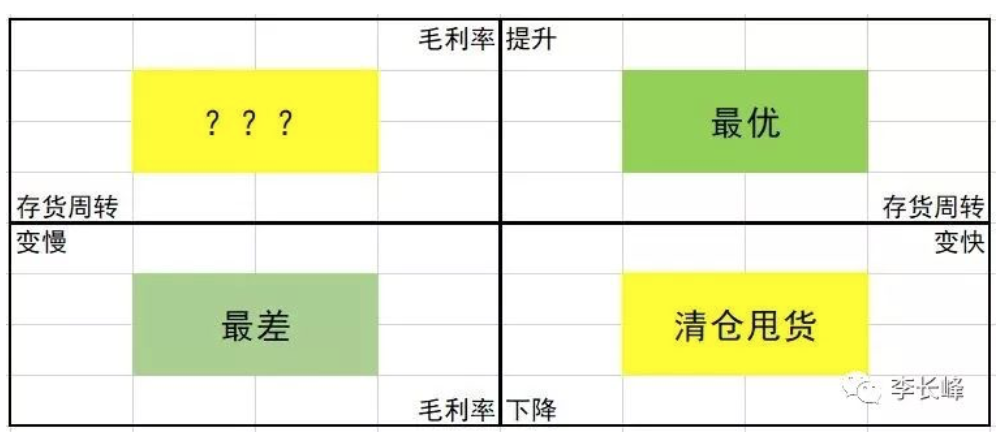 毛利率 提升
？？？ 最优
存货周转 存货周转
变慢 变快
最差 清仓甩货
李长峰
毛利率 下降